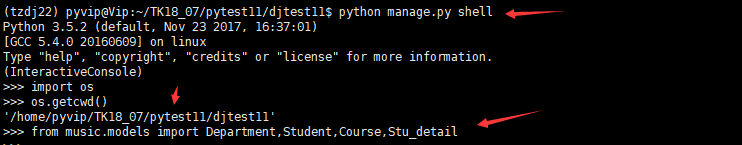 (tzdj22) pyvip@Vip:~/TK18_07/pytest11/djtest11$ python manage.py shell
Python 3.5.2 (default, Nov 23 2017, 16:37:01)
[GCC 5.4.0 20160609] on linux
Type "help", "copyright", "credits" or "license" for more information.
(InteractiveConsole)
>>> import os
>>> os.getcwd()
'/home/pyvip/TK18_07/pytest11/djtest11'
>>> from music.models import Department,Student,Course,Stu_detail
>>>